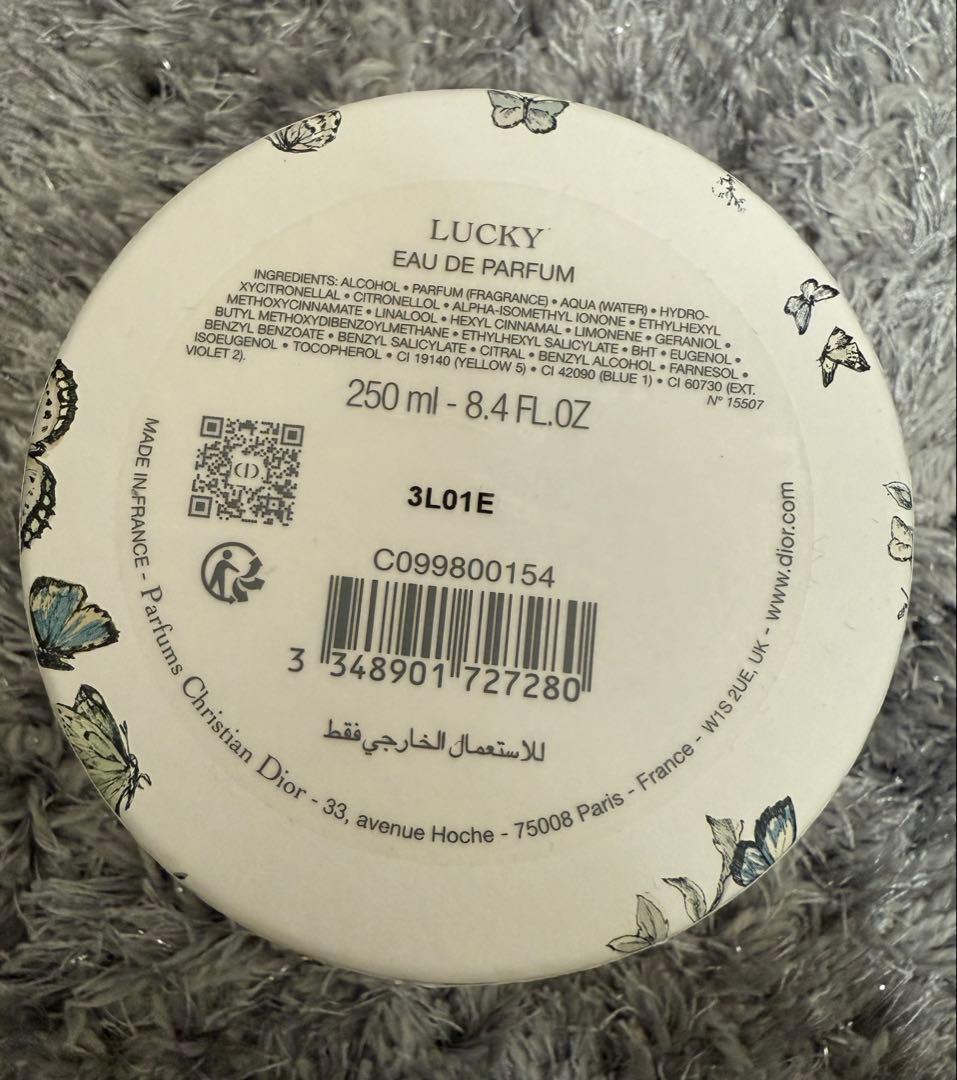 LUCKY
EAU DE PARFUM
INGREDIENTS: ALCOHOL • PARFUM (FRAGRANCE) • AQUA (WATER) • HYDRO-
XYCITRONELLAL • CITRONELLOL • ALPHA-ISOMETHYL IONONE • ETHYLHEXYL
METHOXYCINNAMATE • LINALOOL • HEXYL CINNAMAL • LIMONENE • GERANIOL •
BUTYL METHOXYDIBENZOYLMETHANE • ETHYLHEXYL SALICYLATE • BHT • EUGENOL •
BENZYL BENZOATE • BENZYL SALICYLATE • CITRAL • BENZYL ALCOHOL • FARNESOL •
ISOEUGENOL • TOCOPHEROL • CI 19140 (YELLOW 5) • CI 42090 (BLUE 1) • CI 60730 (EXT.
VIOLET 2).
N° 15507
250 ml - 8.4 FL.OZ
CD
3L01E
C099800154
3 348901 727280
للاستعمال الخارجي فقط
MADE IN FRANCE - Parfums Christian Dior - 33, avenue Hoche - 75008 Paris - France - W1S 2UE, UK - www.dior.com